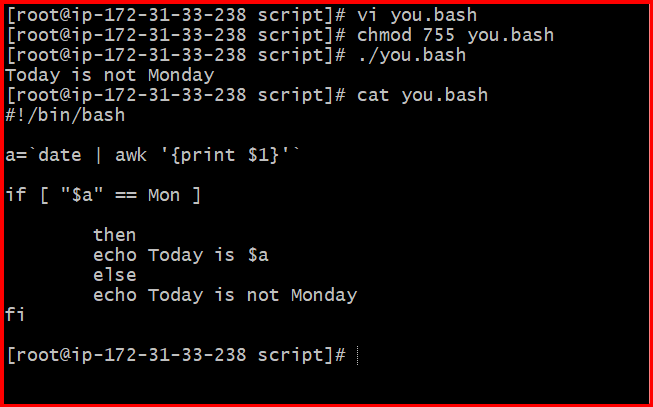 [root@ip-172-31-33-238 script]# vi you.bash
[root@ip-172-31-33-238 script]# chmod 755 you.bash
[root@ip-172-31-33-238 script]# ./you.bash
Today is not Monday
[root@ip-172-31-33-238 script]# cat you.bash
#!/bin/bash

a=`date | awk '{print $1}'`

if [ "$a" == Mon ]

        then
        echo Today is $a
        else
        echo Today is not Monday
fi

[root@ip-172-31-33-238 script]#